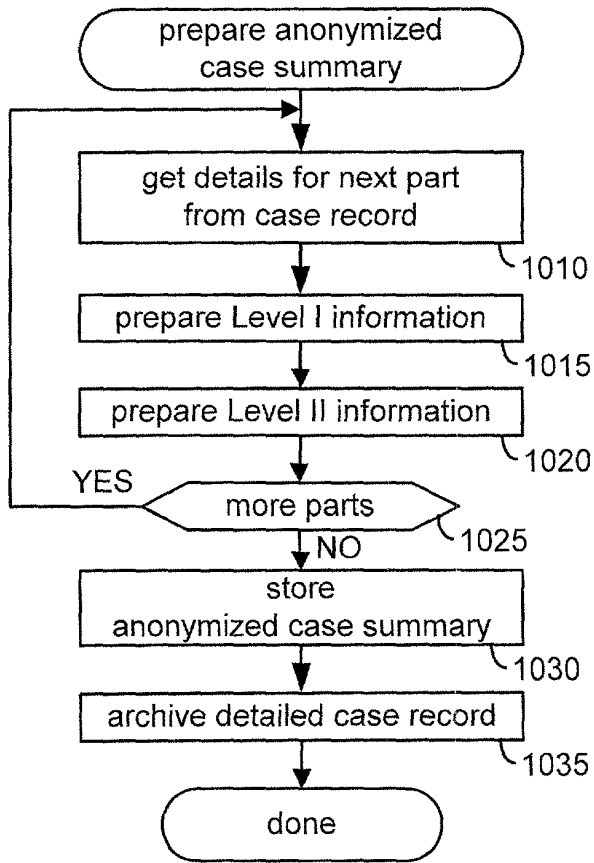 prepare anonymized
case summary
get details for next part
from case record
1010
prepare Level I information
1015
prepare Level II information
1020
YES
more parts
1025
NO
store
anonymized case summary
1030
archive detailed case record
1035
done